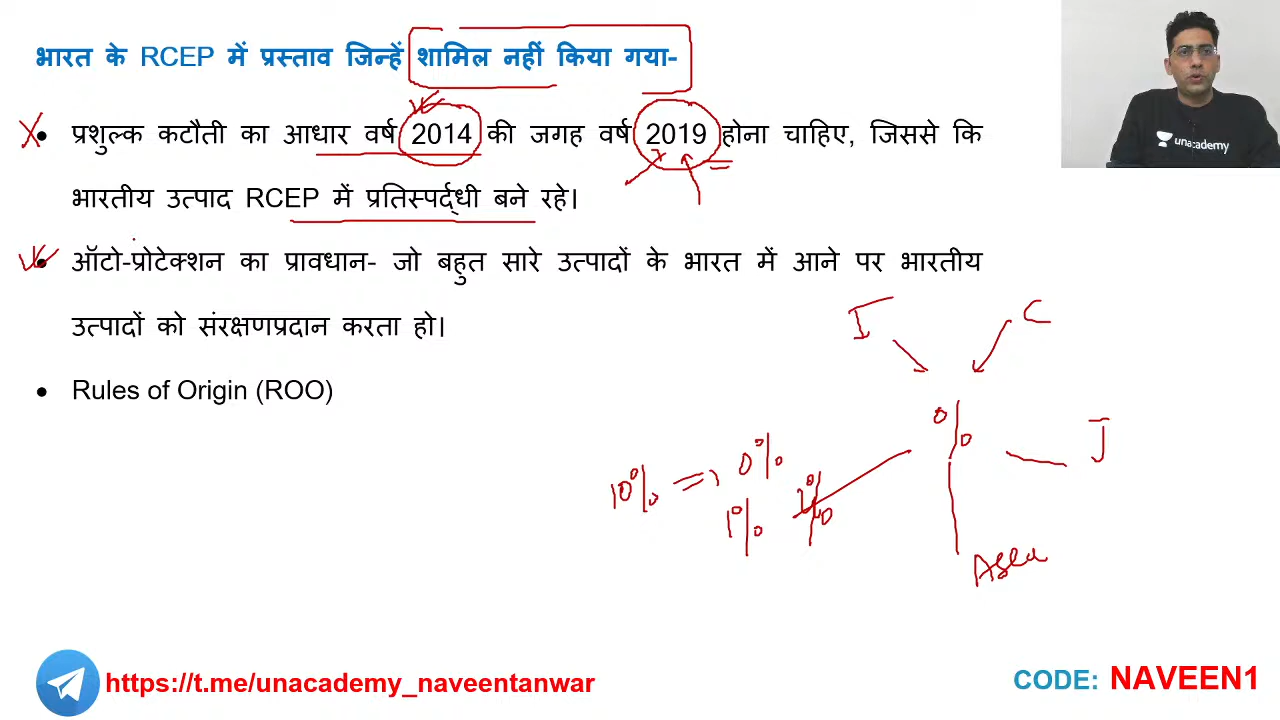 भारत के RCEP में प्रस्ताव जिन्हें शामिल नहीं किया गया-
unacademy
• प्रशुल्क कटौती का आधार वर्ष 2014 की जगह वर्ष 2019 होना चाहिए, जिससे कि
भारतीय उत्पाद RCEP में प्रतिस्पर्द्धी बने रहे।
• ऑटो-प्रोटेक्शन का प्रावधान- जो बहुत सारे उत्पादों के भारत में आने पर भारतीय
उत्पादों को संरक्षणप्रदान करता हो।
I C
• Rules of Origin (ROO)
% J
10% => 0%
1%
https://t.me/unacademy_naveentanwar
CODE: NAVEEN1